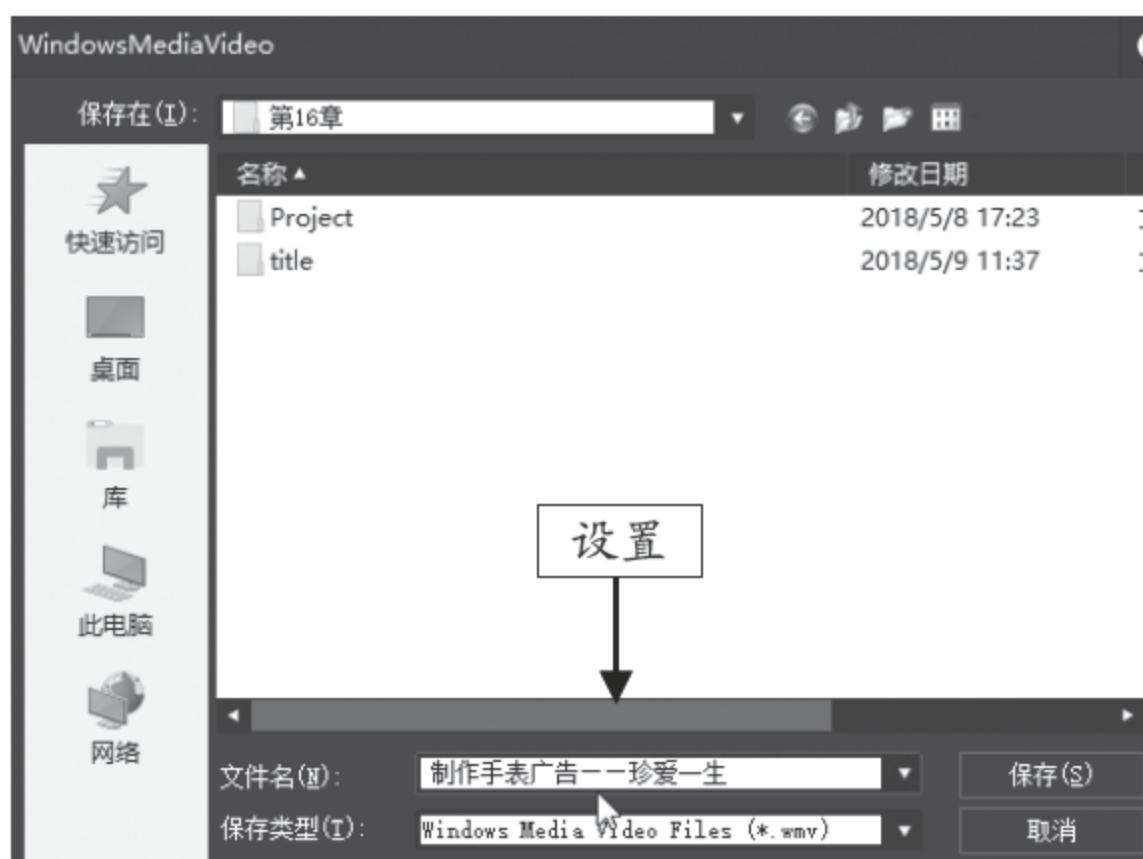 WindowsMediaVideo
保存在(I): 第16章
名称 修改日期
Project 2018/5/8 17:23
title 2018/5/9 11:37
快速访问
桌面
库
此电脑
网络
设置
文件名(N): 制作手表广告——珍爱一生 保存(S)
保存类型(T): Windows Media Video Files (*.wmv) 取消